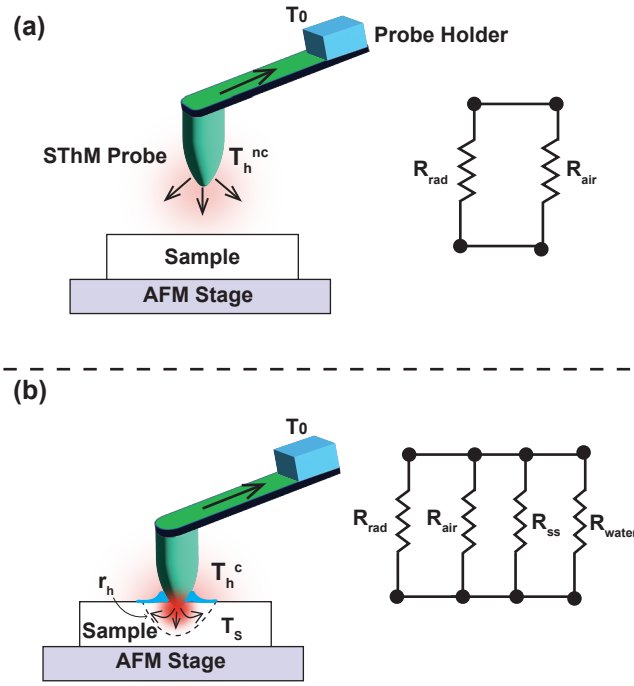 (a)
T0
Probe Holder
SThM Probe
Th^nc
Rrad
Rair
Sample
AFM Stage
(b)
T0
Rrad
Rair
Rss
Rwater
Th^c
rh
Sample
Ts
AFM Stage